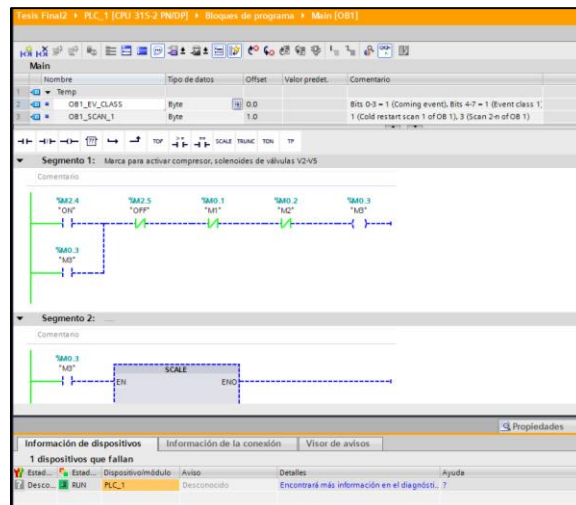 Tesis Final2 ▸ PLC_1 [CPU 315-2 PN/DP] ▸ Bloques de programa ▸ Main [OB1]
Main
Nombre Tipo de datos Offset Valor predet. Comentario
1 Temp
2 OB1_EV_CLASS Byte 0.0 Bits 0-3 = 1 (Coming event), Bits 4-7 = 1 (Event class 1)
3 OB1_SCAN_1 Byte 1.0 1 (Cold restart scan 1 of OB 1), 3 (Scan 2-n of OB 1)
TOF SCALE TRUNC TON TP
Segmento 1: Marca para activar compresor, solenoides de válvulas V2-V5
Comentario
%M2.4 %M2.5 %M0.1 %M0.2 %M0.3
"ON" "OFF" "M1" "M2" "M3"
%M0.3
"M3"
Segmento 2: .....
Comentario
%M0.3
"M3" SCALE
EN ENO
Propiedades
Información de dispositivos Información de la conexión Visor de avisos
1 dispositivos que fallan
Estad... Estad... Dispositivo/módulo Aviso Detalles Ayuda
Desco... RUN PLC_1 Desconocido Encontrará más información en el diagnósti.. ?